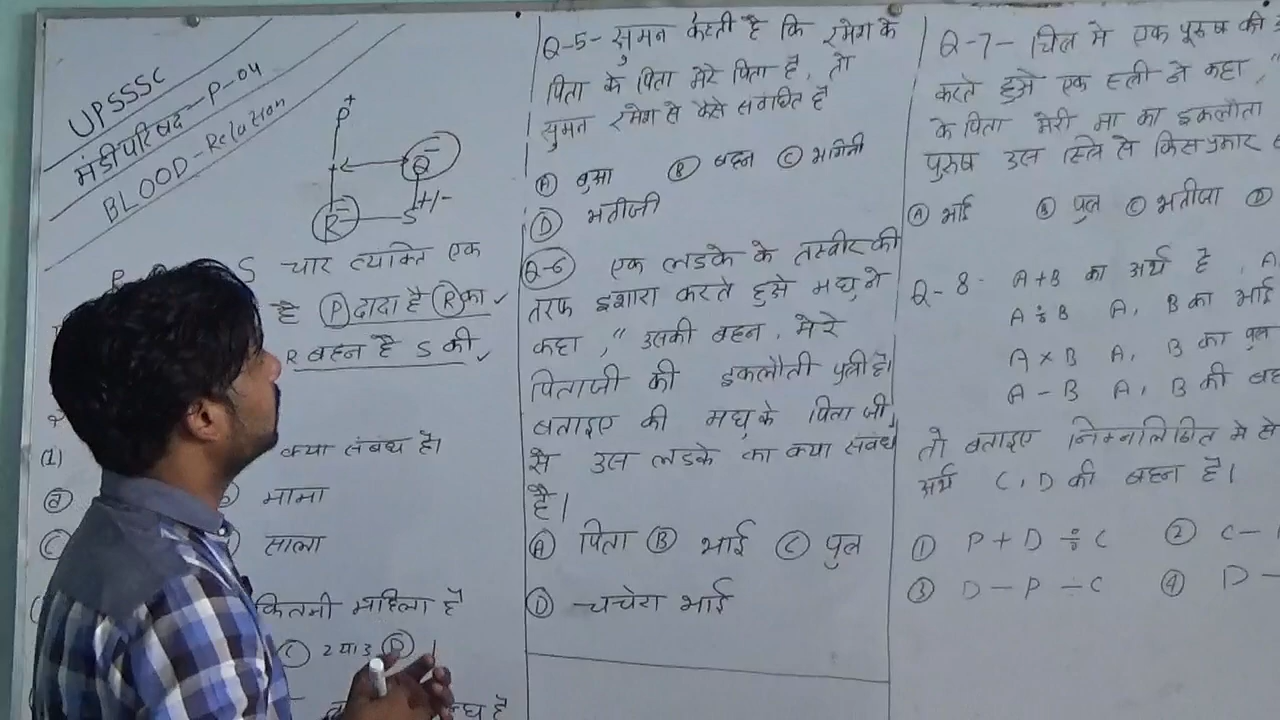 UPSSSC
मंडी परिषद - P-04
BLOOD - Relation
P +
Q -
R - S +/-
S चार व्यक्ति एक
है (P) दादा है (R) का ✓
R बहन है S की ✓
(1) क्या संबंध है।
मामा
साला
कितनी महिला है
(C) 2 या 3 (D) 1
Q-5- सुमन कहती है कि रमेश के
पिता के पिता मेरे पिता है, तो
सुमन रमेश से कैसे संबंधित है
(A) बुआ (B) बहन (C) भागिनी
(D) भतीजी
Q-6 एक लडके के तस्वीर की
तरफ इशारा करते हुऐ मधु ने
कहा, " उसकी बहन, मेरे
पिताजी की इकलौती पुत्री है।
बताइए की मधु के पिता जी
से उस लडके का क्या संबंध
है।
(A) पिता (B) भाई (C) पुत्र
(D) चचेरा भाई
Q-7- चित्र मे एक पुरुष की
करते हुऐ एक स्त्री ने कहा, "
के पिता मेरी मा का इकलौता
पुरुष उस स्त्रि से किस प्रकार
(A) भाई (B) पुत्र (C) भतीजा (D)
Q-8- A+B का अर्थ है, A
A ÷ B A, B का भाई
A × B A, B का पुत्र
A - B A, B की
तो बताइए निम्नलिखित मे से
अर्थ C, D की बहन है।
(1) P + D ÷ C (2) C -
(3) D - P ÷ C (4) D -